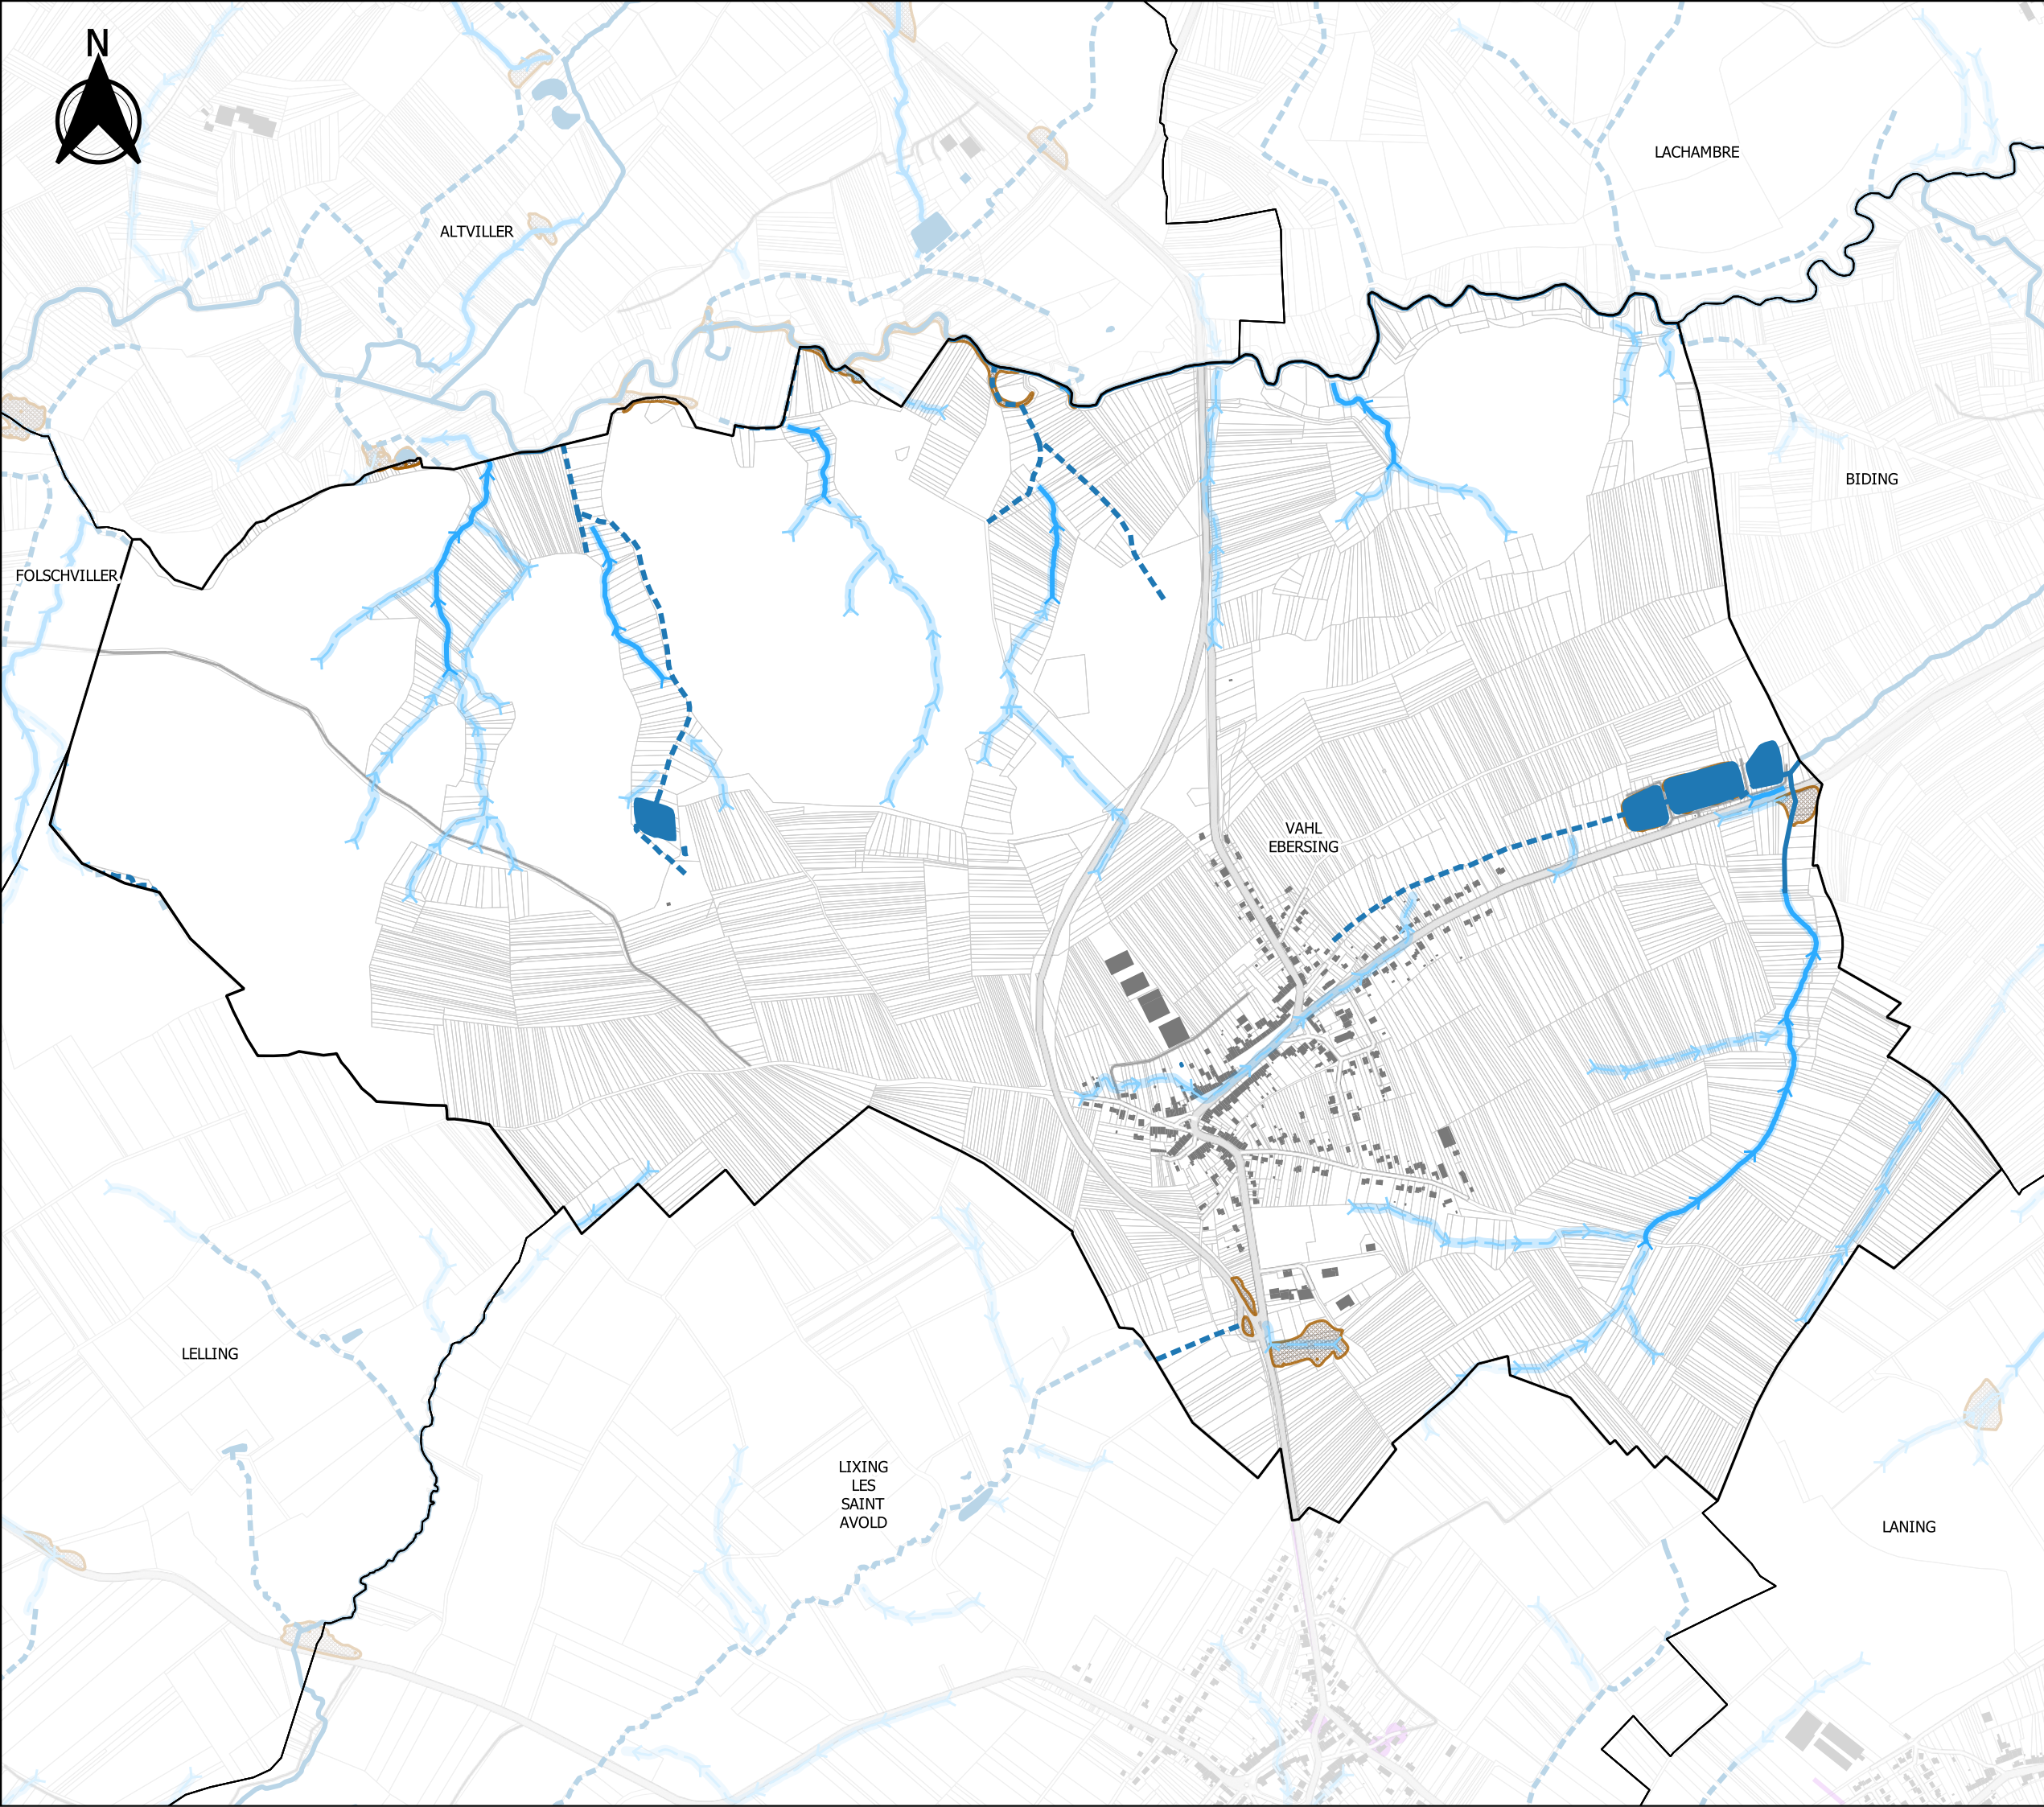 N
LACHAMBRE
ALTVILLER
BIDING
FOLSCHVILLER
VAHL
EBERSING
LELLING
LIXING
LES
SAINT
AVOLD
LANING